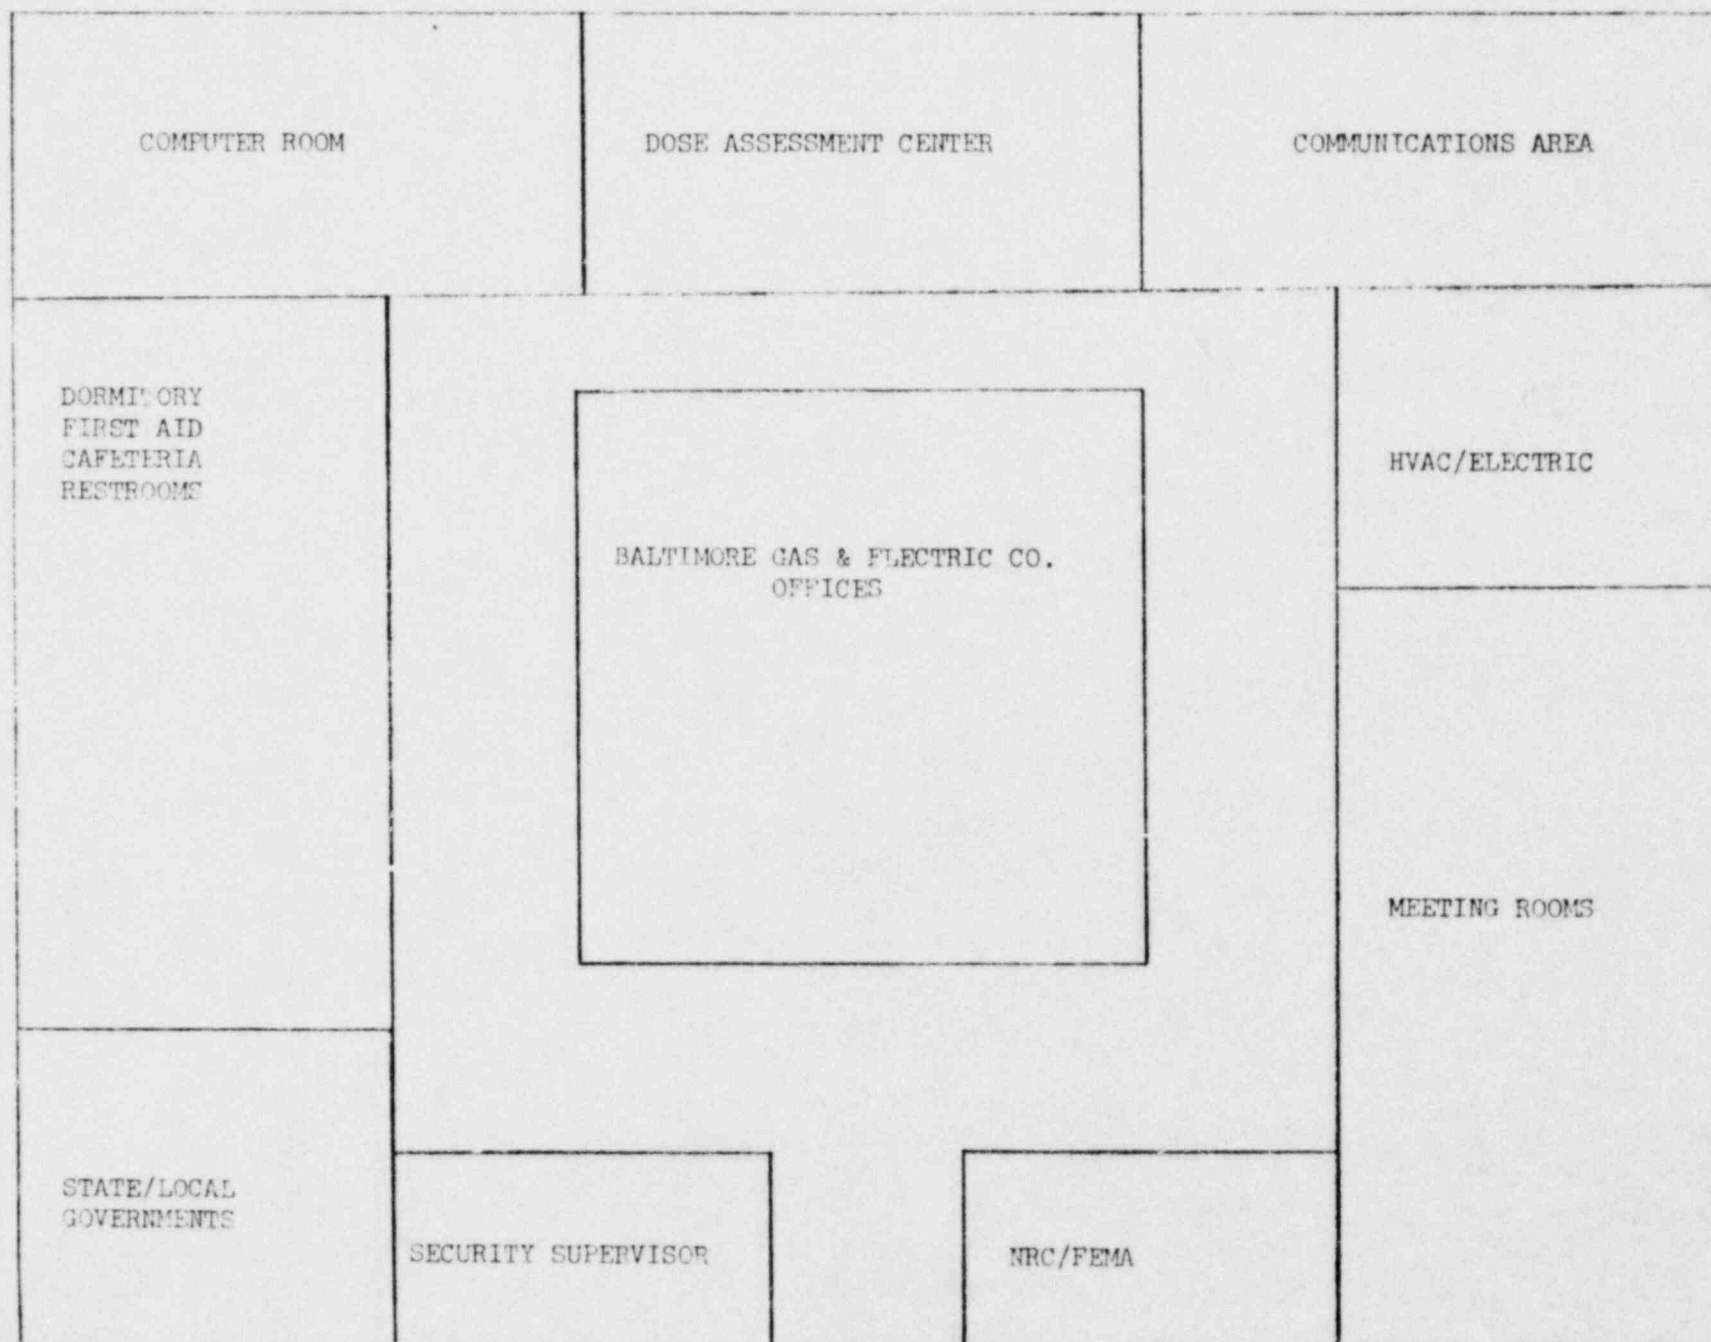 COMPUTER ROOM
DOSE ASSESSMENT CENTER
COMMUNICATIONS AREA
DORMITORY
FIRST AID
CAFETERIA
RESTROOMS
HVAC/ELECTRIC
BALTIMORE GAS & ELECTRIC CO.
OFFICES
MEETING ROOMS
STATE/LOCAL
GOVERNMENTS
SECURITY SUPERVISOR
NRC/FEMA